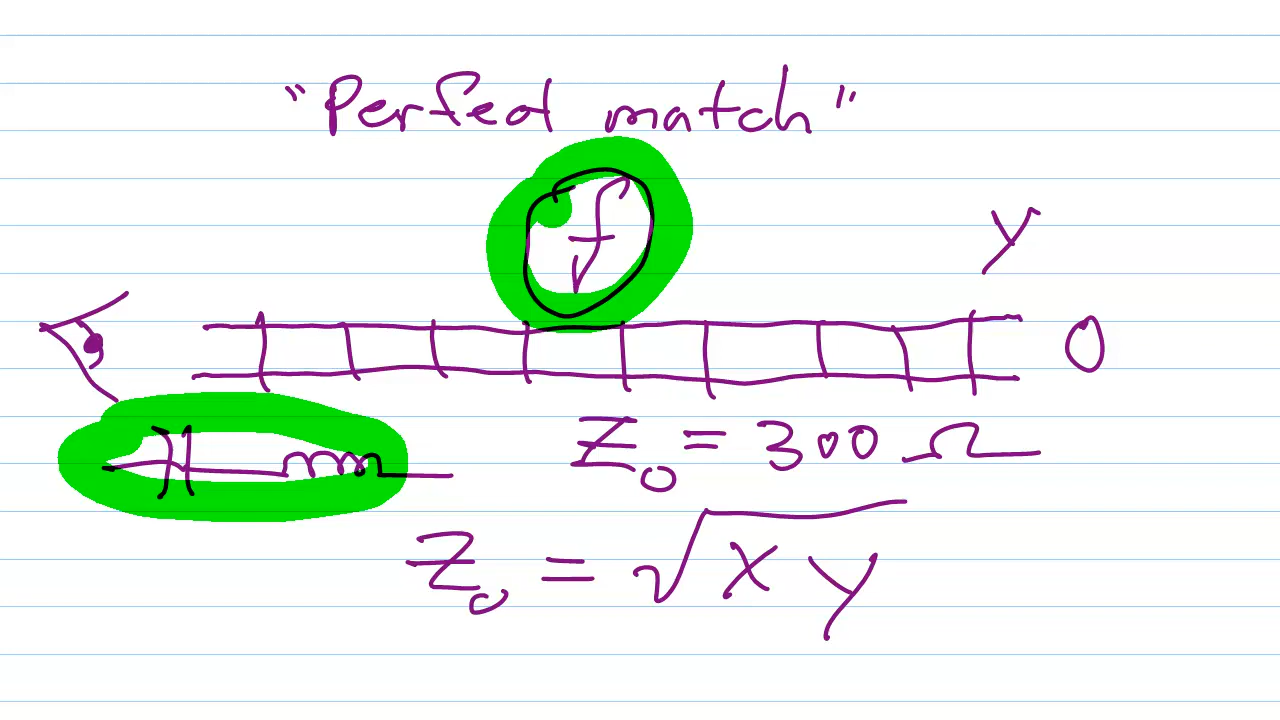 "Perfect match"
f
y
0
Z₀ = 300 Ω
Z₀ = √xy